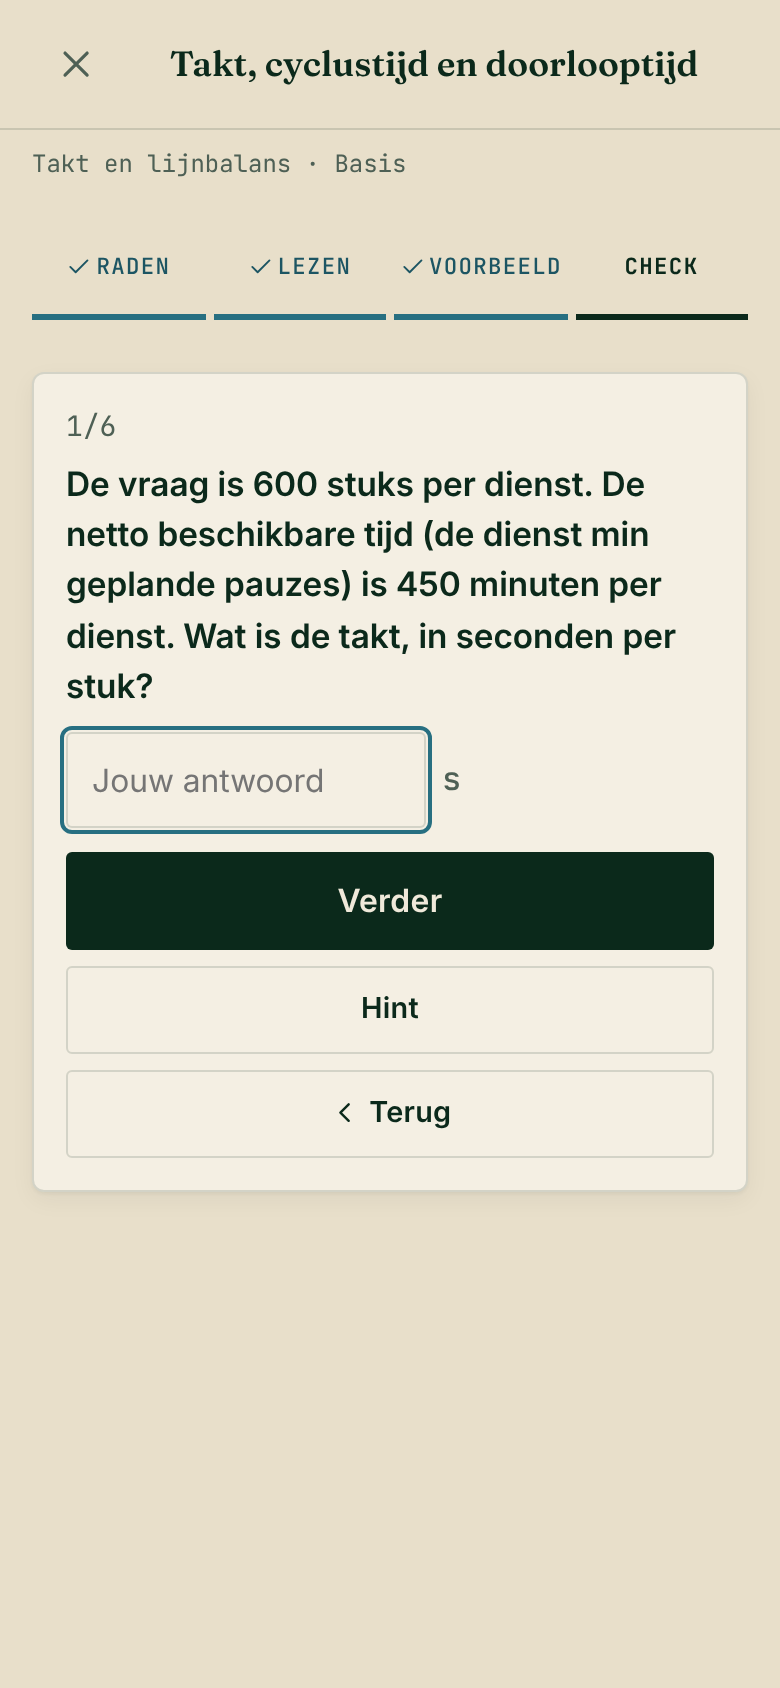 Takt, cyclustijd en doorlooptijd
Takt en lijnbalans · Basis
RADEN
LEZEN
VOORBEELD
CHECK
1/6
De vraag is 600 stuks per dienst. De
netto beschikbare tijd (de dienst min
geplande pauzes) is 450 minuten per
dienst. Wat is de takt, in seconden per
stuk?
Jouw antwoord
s
Verder
Hint
Terug